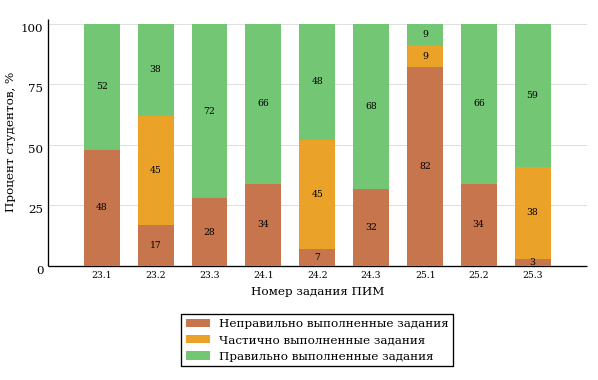 100
75
50
25
0
Процент студентов, %
52 38 72 66 48 68 9 66 59
45 45 9 38
48 17 28 34 7 32 82 34 3
23.1 23.2 23.3 24.1 24.2 24.3 25.1 25.2 25.3
Номер задания ПИМ
Неправильно выполненные задания
Частично выполненные задания
Правильно выполненные задания